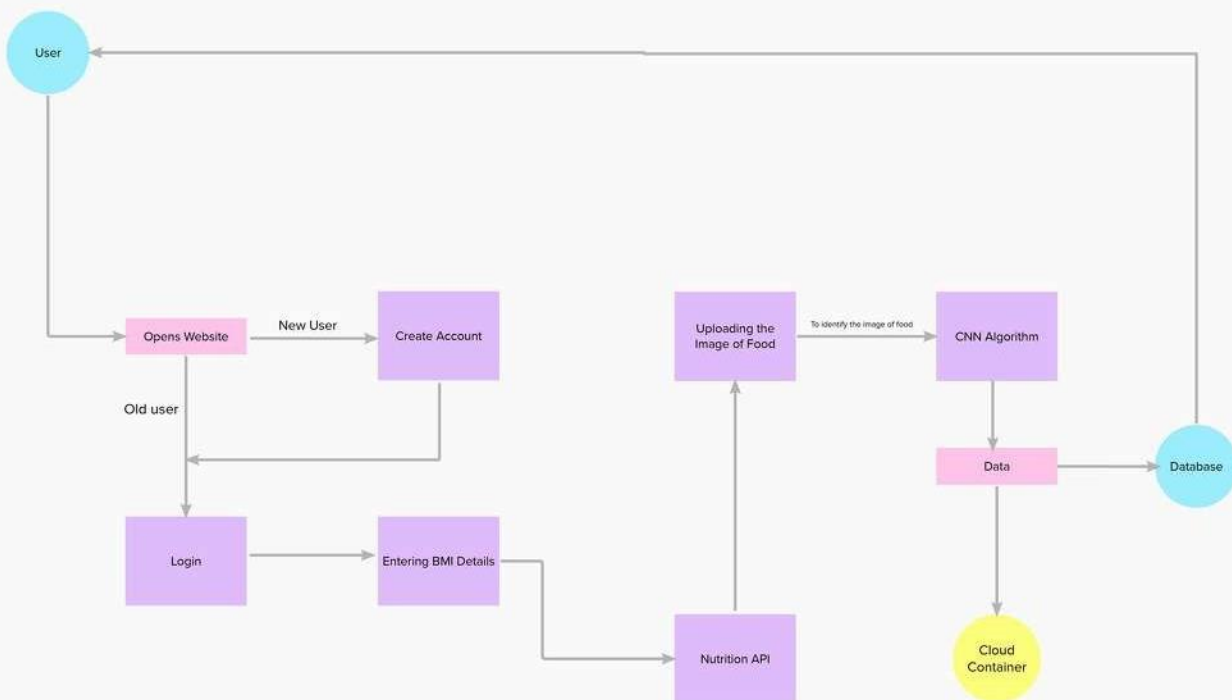 User
Opens Website
New User
Create Account
Old user
Login
Entering BMI Details
Nutrition API
Uploading the
Image of Food
To identify the image of food
CNN Algorithm
Data
Database
Cloud
Container